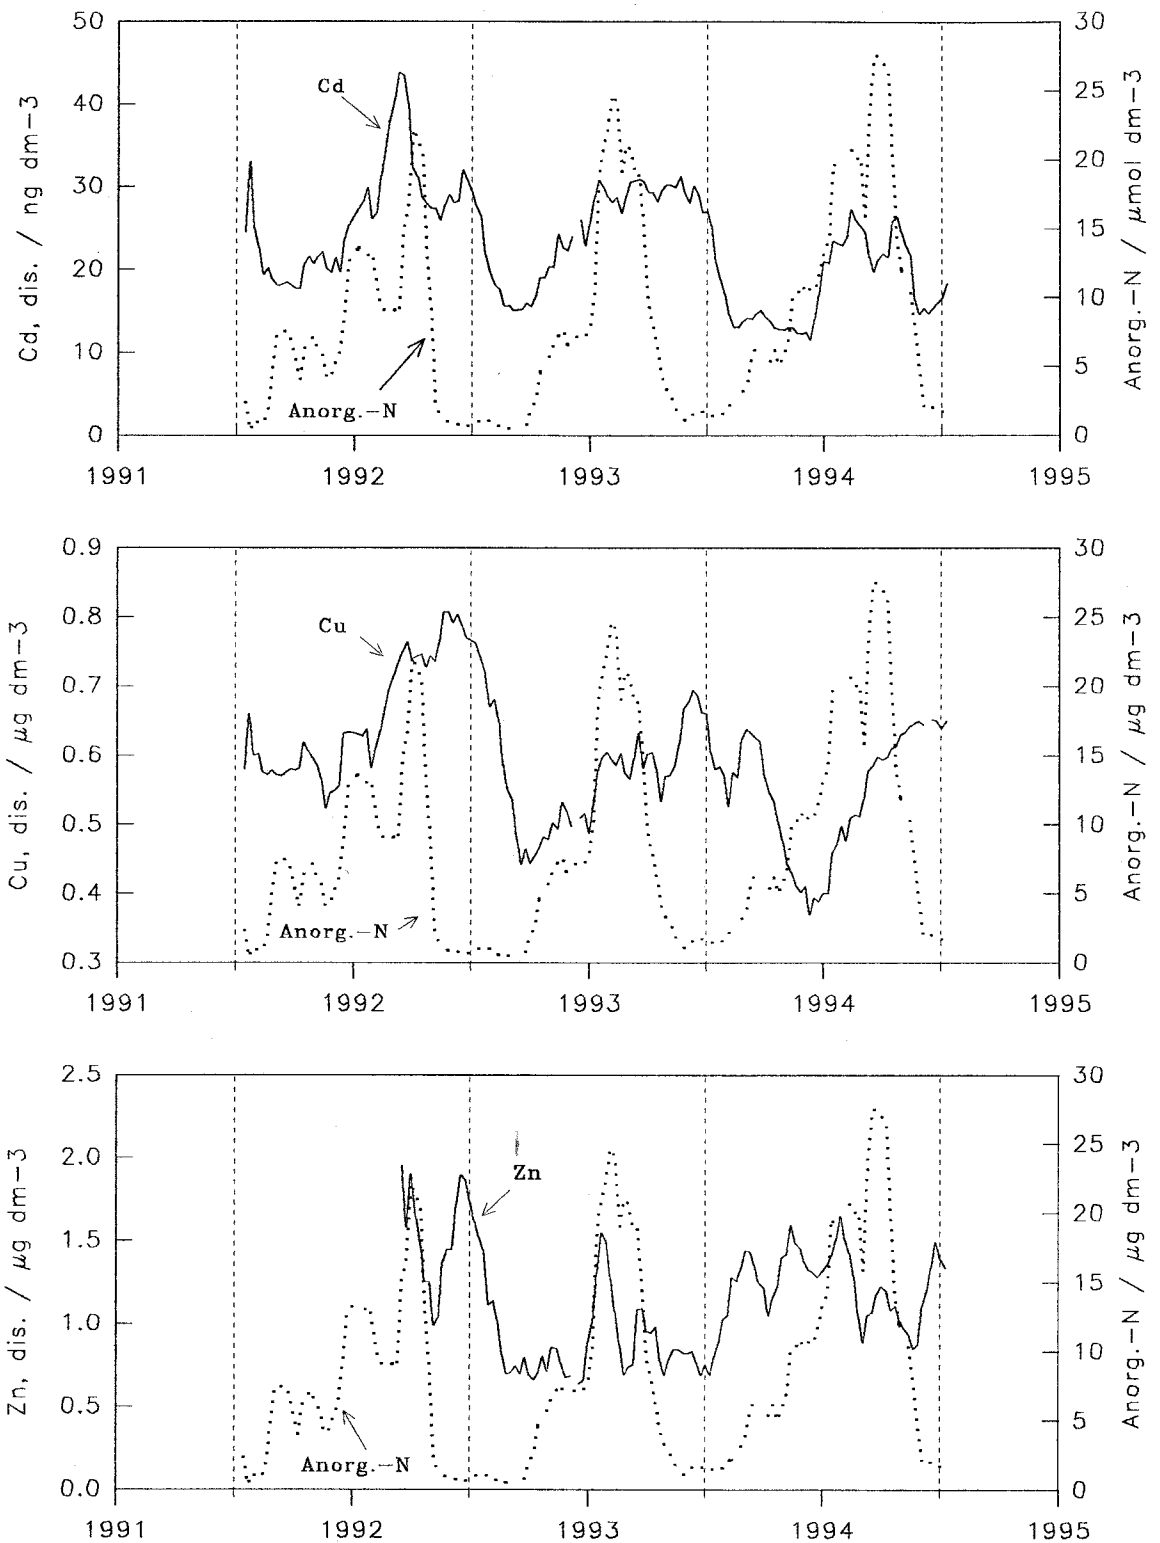 50
40
30
20
10
0
Cd, dis. / ng dm-3
30
25
20
15
10
5
0
Anorg.-N / µmol dm-3
Cd
Anorg.-N
1991 1992 1993 1994 1995
0.9
0.8
0.7
0.6
0.5
0.4
0.3
Cu, dis. / µg dm-3
30
25
20
15
10
5
0
Anorg.-N / µg dm-3
Cu
Anorg.-N
1991 1992 1993 1994 1995
2.5
2.0
1.5
1.0
0.5
0.0
Zn, dis. / µg dm-3
30
25
20
15
10
5
0
Anorg.-N / µg dm-3
Zn
Anorg.-N
1991 1992 1993 1994 1995